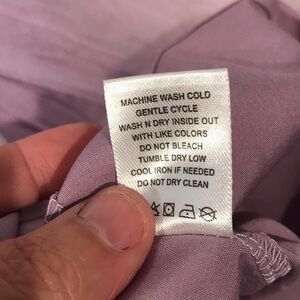 MACHINE WASH COLD
GENTLE CYCLE
WASH N DRY INSIDE OUT
WITH LIKE COLORS
DO NOT BLEACH
TUMBLE DRY LOW
COOL IRON IF NEEDED
DO NOT DRY CLEAN